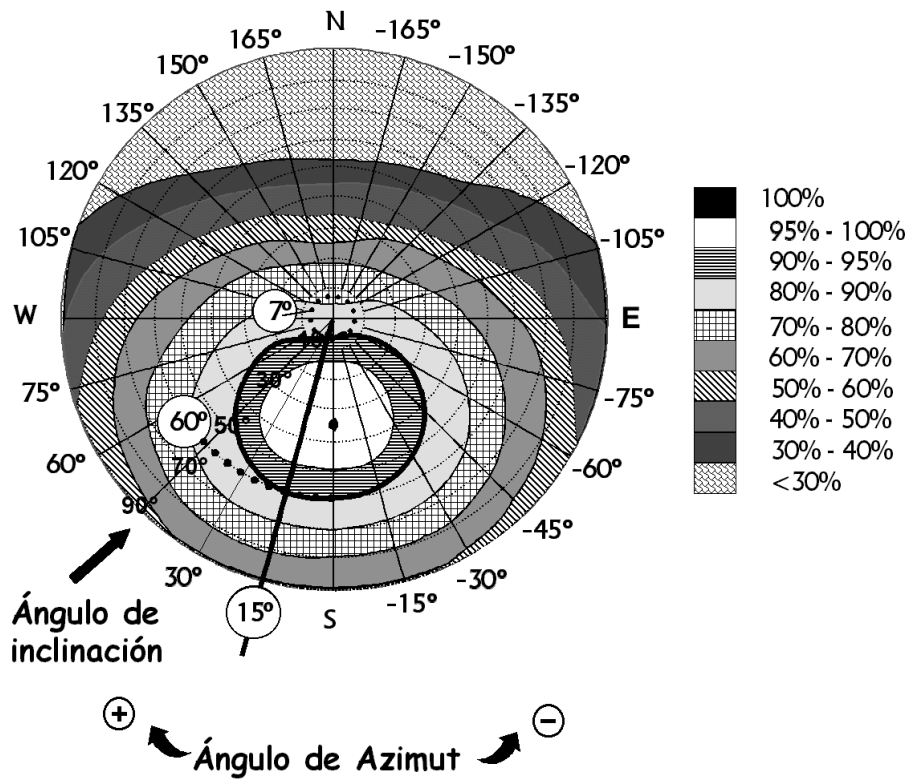 N
165º
-165º
150º
-150º
135º
-135º
120º
-120º
105º
-105º
W
E
7º
10º
30º
50º
60º
70º
90º
75º
-75º
60º
-60º
-45º
30º
-30º
15º
-15º
S
100%
95% - 100%
90% - 95%
80% - 90%
70% - 80%
60% - 70%
50% - 60%
40% - 50%
30% - 40%
<30%
Ángulo de
inclinación
+
-
Ángulo de Azimut